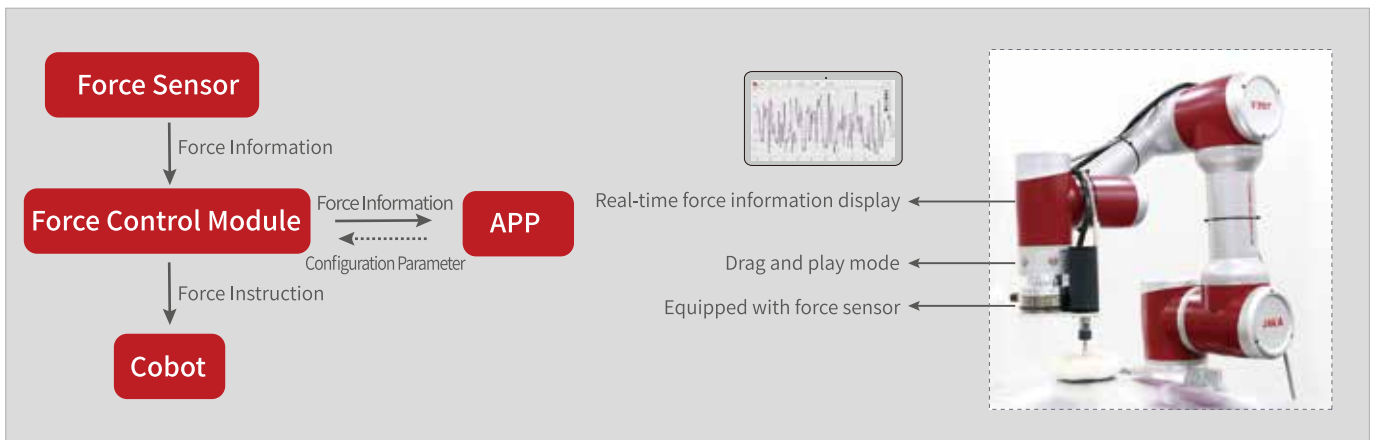 Force Sensor
Force Information
Force Control Module
Force Information
APP
Configuration Parameter
Force Instruction
Cobot
Real-time force information display
Drag and play mode
Equipped with force sensor
JAKA